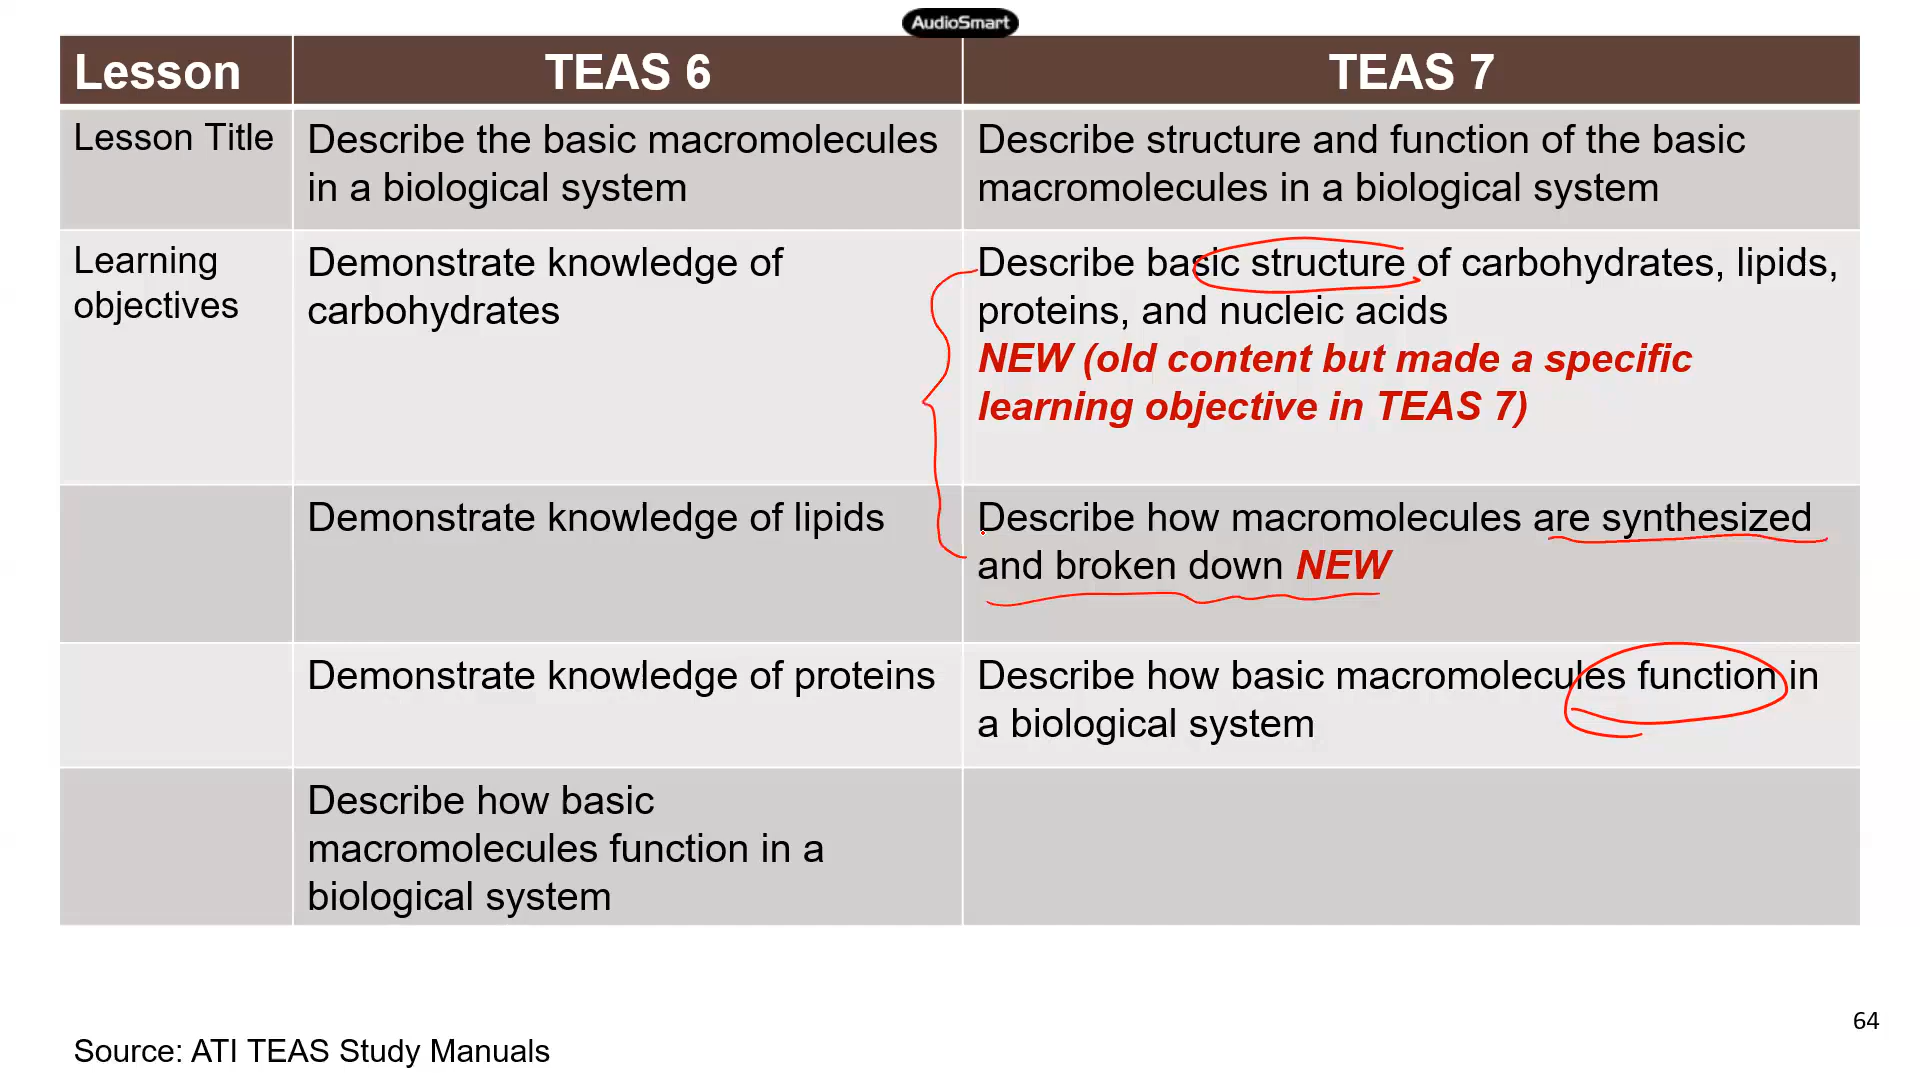 AudioSmart
Lesson
TEAS 6
TEAS 7
Lesson Title
Describe the basic macromolecules
in a biological system
Describe structure and function of the basic
macromolecules in a biological system
Learning
objectives
Demonstrate knowledge of
carbohydrates
Describe basic structure of carbohydrates, lipids,
proteins, and nucleic acids
NEW (old content but made a specific
learning objective in TEAS 7)
Demonstrate knowledge of lipids
Describe how macromolecules are synthesized
and broken down NEW
Demonstrate knowledge of proteins
Describe how basic macromolecules function in
a biological system
Describe how basic
macromolecules function in a
biological system
64
Source: ATI TEAS Study Manuals